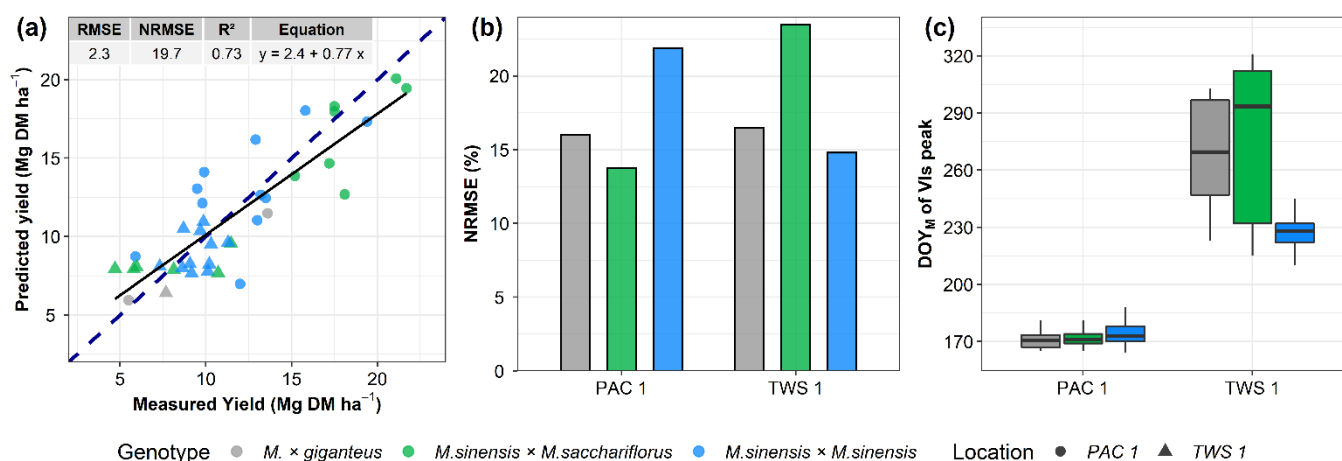 (a)
RMSE NRMSE R² Equation
2.3 19.7 0.73 y = 2.4 + 0.77 x
Predicted yield (Mg DM ha⁻¹)
20
15
10
5
5 10 15 20
Measured Yield (Mg DM ha⁻¹)
(b)
NRMSE (%)
20
15
10
5
0
PAC 1 TWS 1
(c)
DOY_M of VIs peak
320
290
260
230
200
170
PAC 1 TWS 1
Genotype M. × giganteus M.sinensis × M.sacchariflorus M.sinensis × M.sinensis Location PAC 1 TWS 1